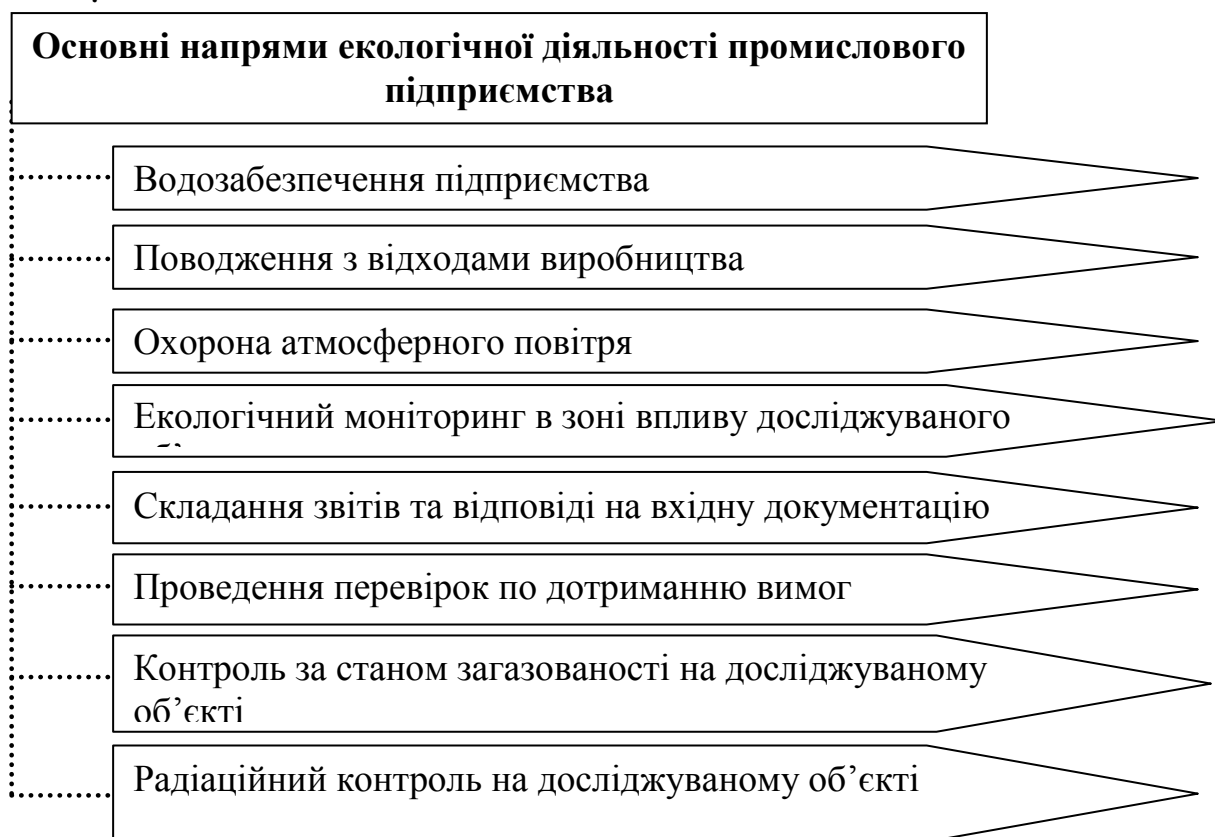 Основні напрями екологічної діяльності промислового
підприємства
Водозабезпечення підприємства
Поводження з відходами виробництва
Охорона атмосферного повітря
Екологічний моніторинг в зоні впливу досліджуваного
Складання звітів та відповіді на вхідну документацію
Проведення перевірок по дотриманню вимог
Контроль за станом загазованості на досліджуваному
об’єкті
Радіаційний контроль на досліджуваному об’єкті